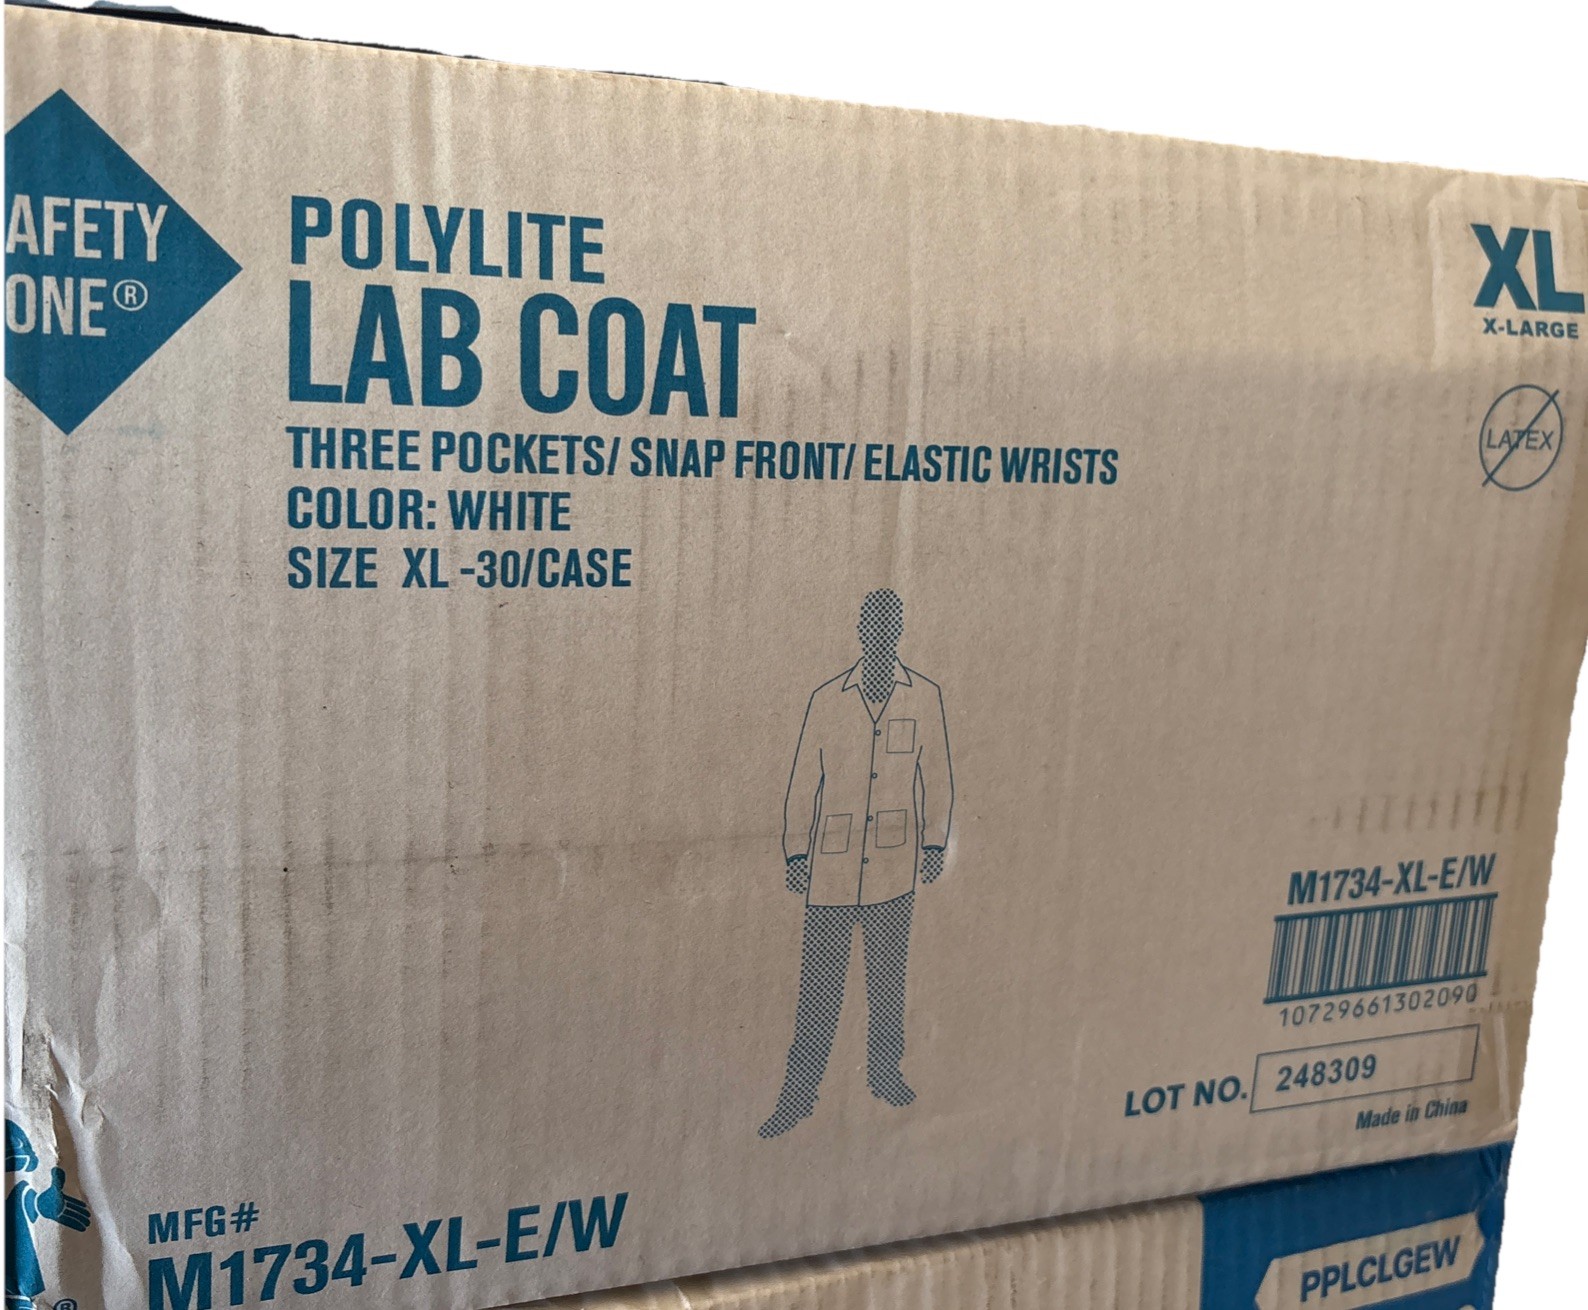 AFETY
ONE®
POLYLITE
LAB COAT
THREE POCKETS/ SNAP FRONT/ ELASTIC WRISTS
COLOR: WHITE
SIZE XL -30/CASE
XL
X-LARGE
LATEX
M1734-XL-E/W
10729661302090
LOT NO. 248309
Made in China
MFG#
M1734-XL-E/W
®
PPLCLGEW